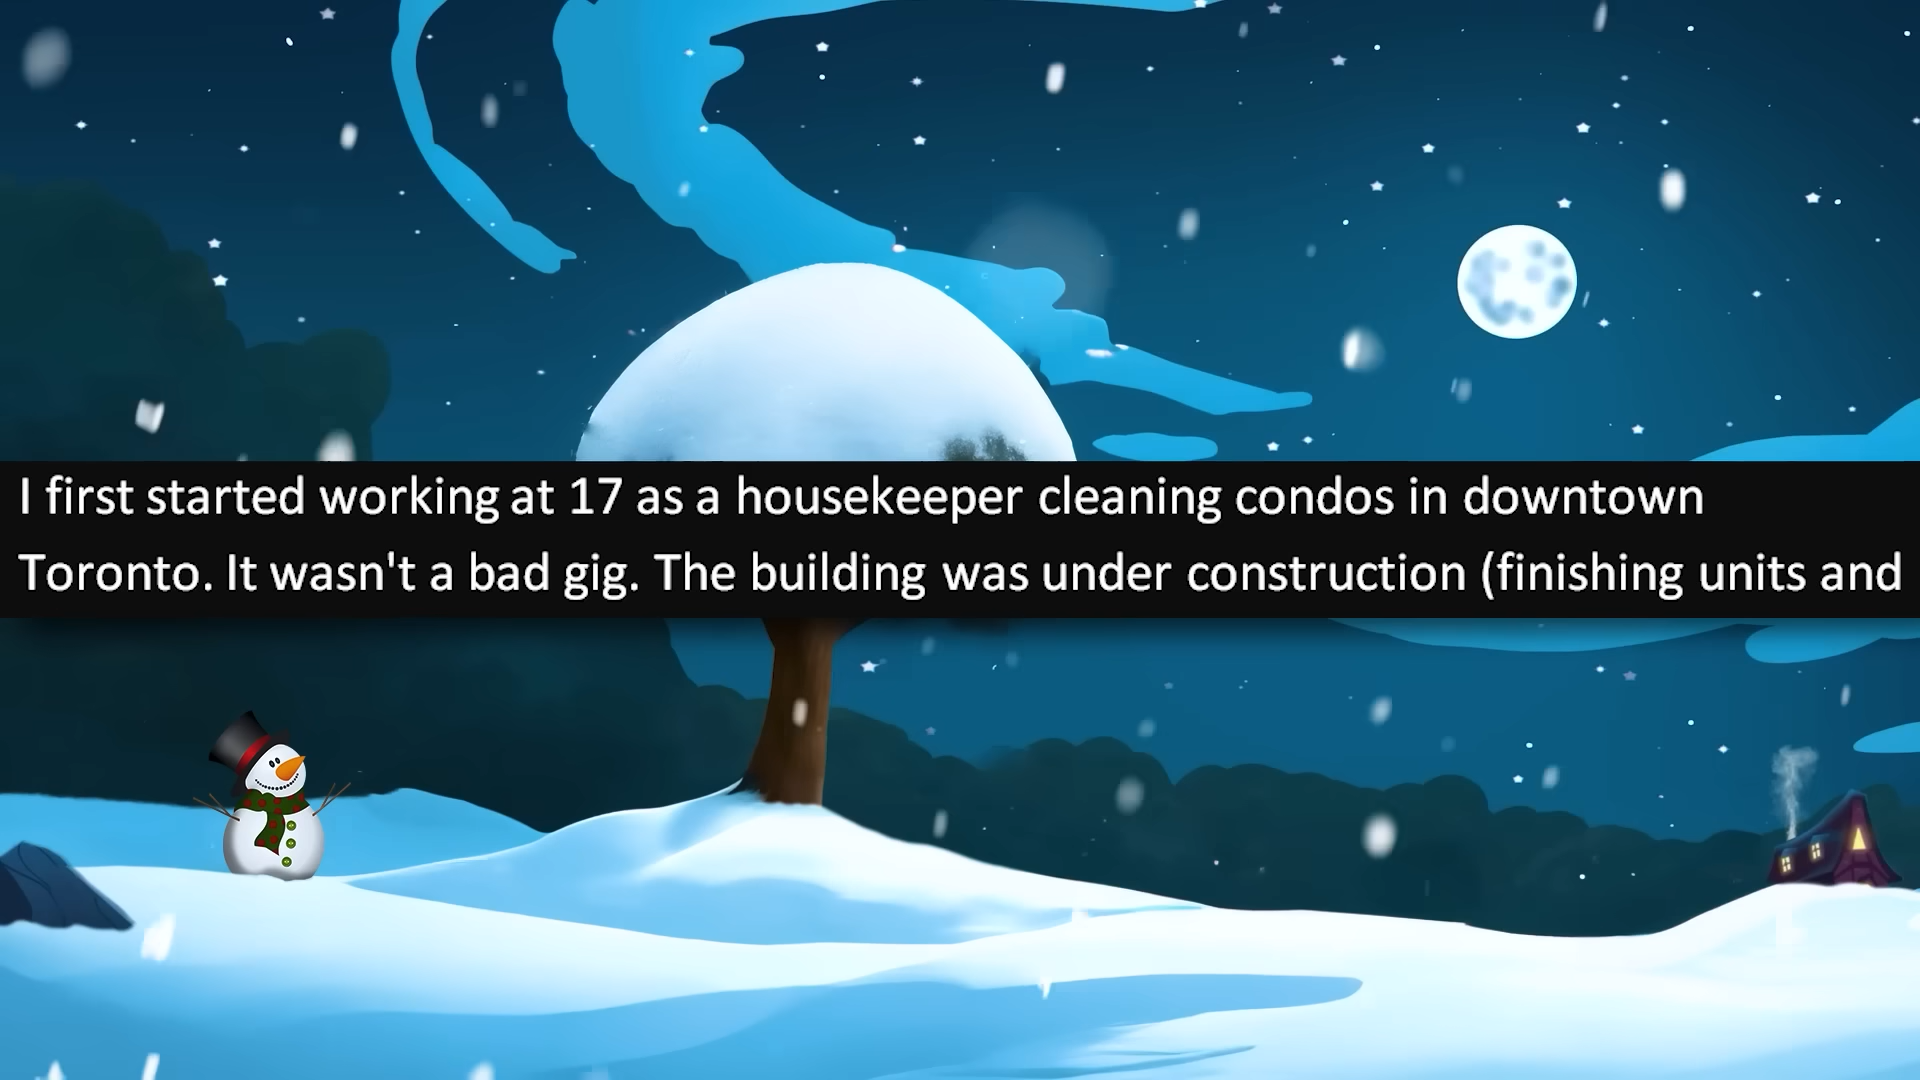 I first started working at 17 as a housekeeper cleaning condos in downtown
Toronto. It wasn't a bad gig. The building was under construction (finishing units and